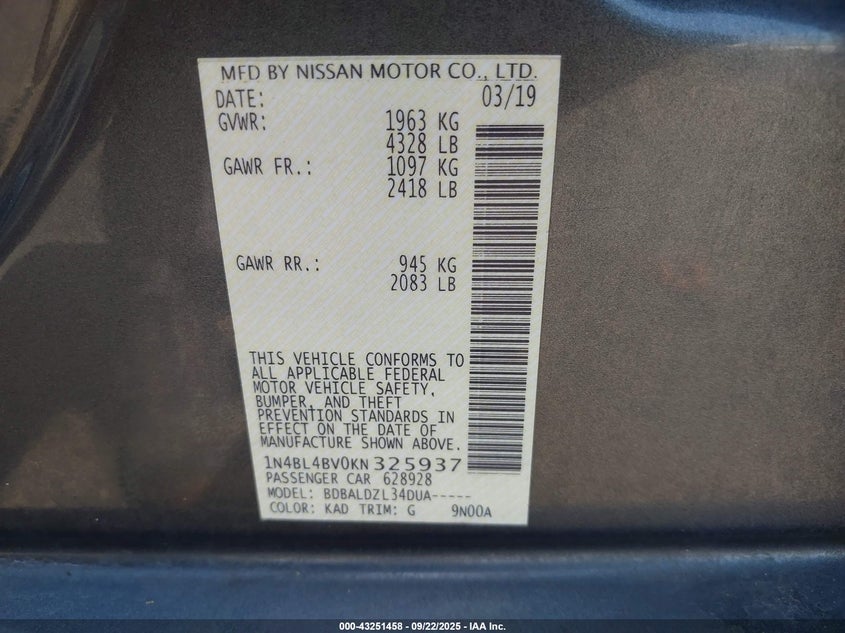 MFD BY NISSAN MOTOR CO., LTD.
DATE: 03/19
GVWR: 1963 KG
4328 LB
GAWR FR.: 1097 KG
2418 LB
GAWR RR.: 945 KG
2083 LB
THIS VEHICLE CONFORMS TO
ALL APPLICABLE FEDERAL
MOTOR VEHICLE SAFETY,
BUMPER, AND THEFT
PREVENTION STANDARDS IN
EFFECT ON THE DATE OF
MANUFACTURE SHOWN ABOVE.
1N4BL4BV0KN325937
PASSENGER CAR 628928
MODEL: BDBALDZL34DUA-----
COLOR: KAD TRIM: G 9N00A
000-43251458 - 09/22/2025 - IAA Inc.